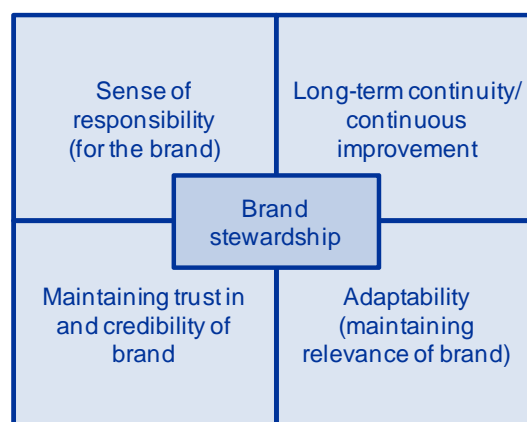 Sense of
responsibility
(for the brand)
Long-term continuity/
continuous
improvement
Brand
stewardship
Maintaining trust in
and credibility of
brand
Adaptability
(maintaining
relevance of brand)